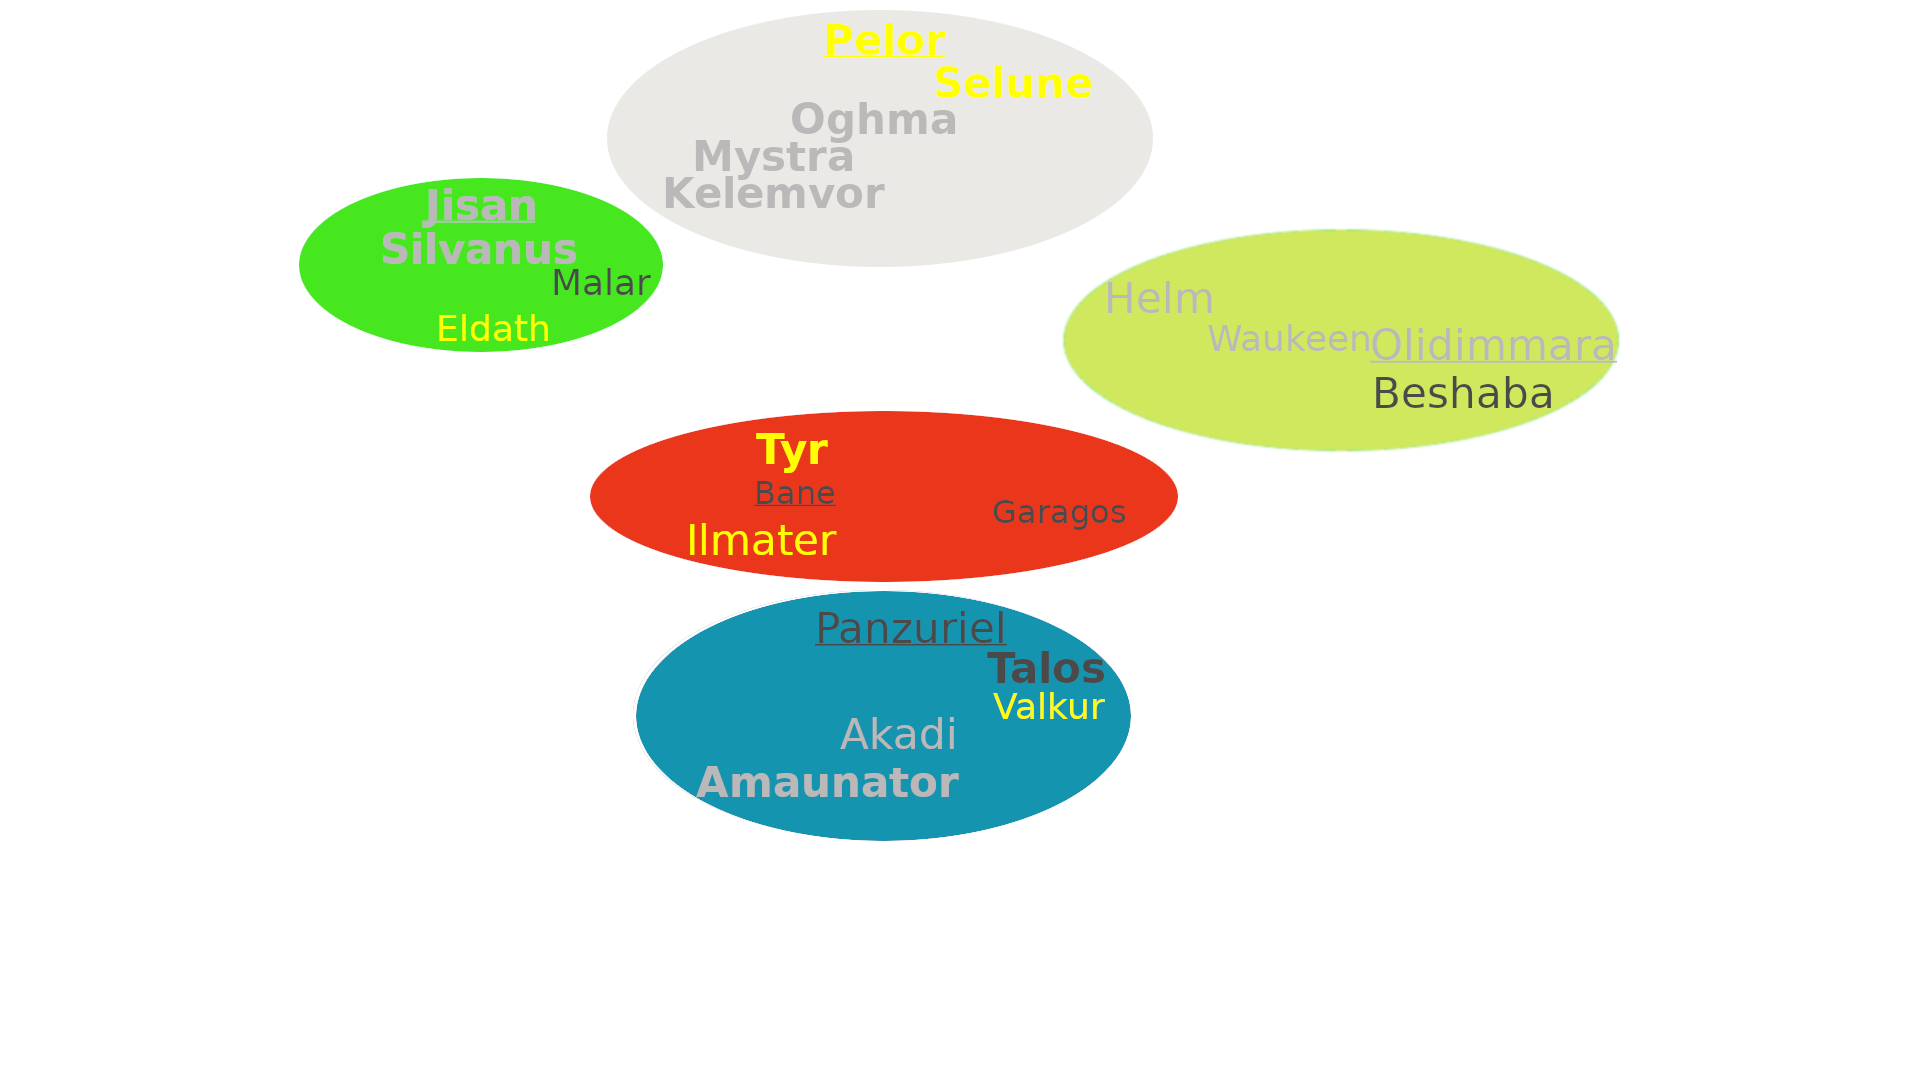 Pelor
Selune
Oghma
Mystra
Kelemvor
Jisan
Silvanus
Malar
Eldath
Helm
Waukeen
Olidimmara
Beshaba
Tyr
Bane
Garagos
Ilmater
Panzuriel
Talos
Valkur
Akadi
Amaunator